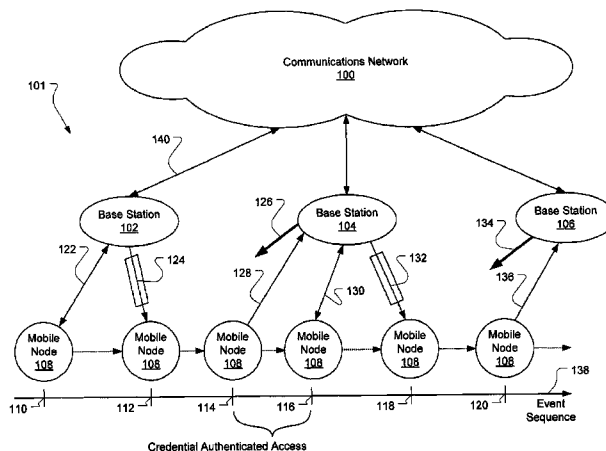 Communications Network
100
101
140
126
Base Station
102
Base Station
104
Base Station
106
134
122
124
128
130
132
136
Mobile Node 108
Mobile Node 108
Mobile Node 108
Mobile Node 108
Mobile Node 108
Mobile Node 108
138
110
112
114
116
118
120
Event Sequence
Credential Authenticated Access